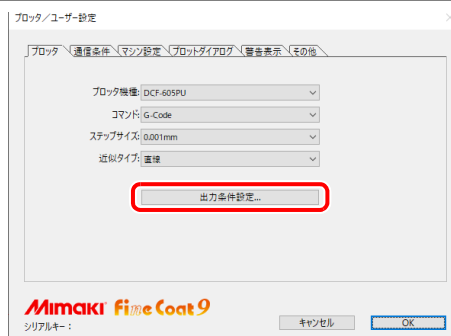 プロッタ／ユーザー設定
プロッタ 通信条件 マシン設定 プロットダイアログ 警告表示 その他
プロッタ機種: DCF-605PU
コマンド: G-Code
ステップサイズ: 0.001mm
近似タイプ: 直線
出力条件設定...
Mimaki Fine Coat 9
シリアルキー：
キャンセル OK